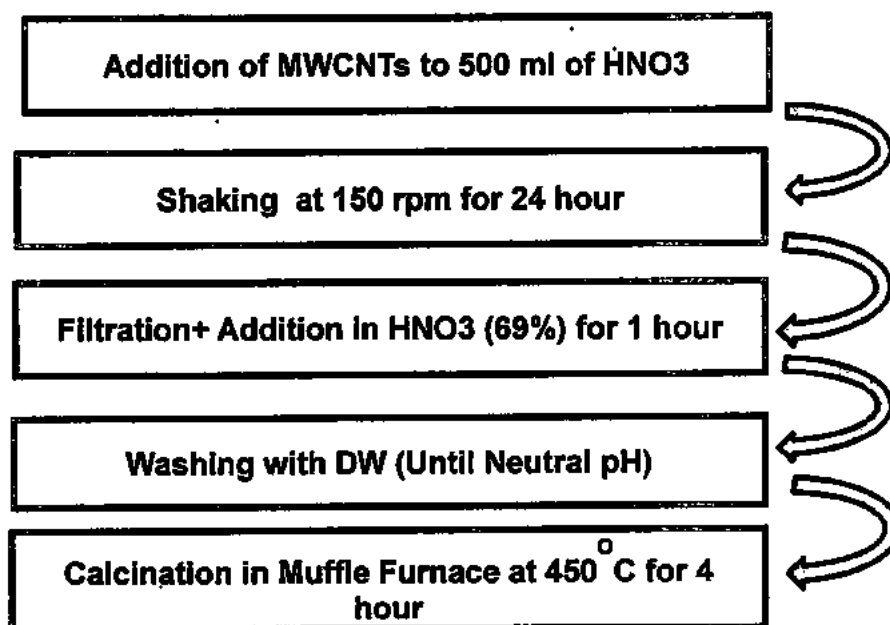 Addition of MWCNTs to 500 ml of HNO3
Shaking at 150 rpm for 24 hour
Filtration+ Addition in HNO3 (69%) for 1 hour
Washing with DW (Until Neutral pH)
Calcination in Muffle Furnace at 450°C for 4
hour